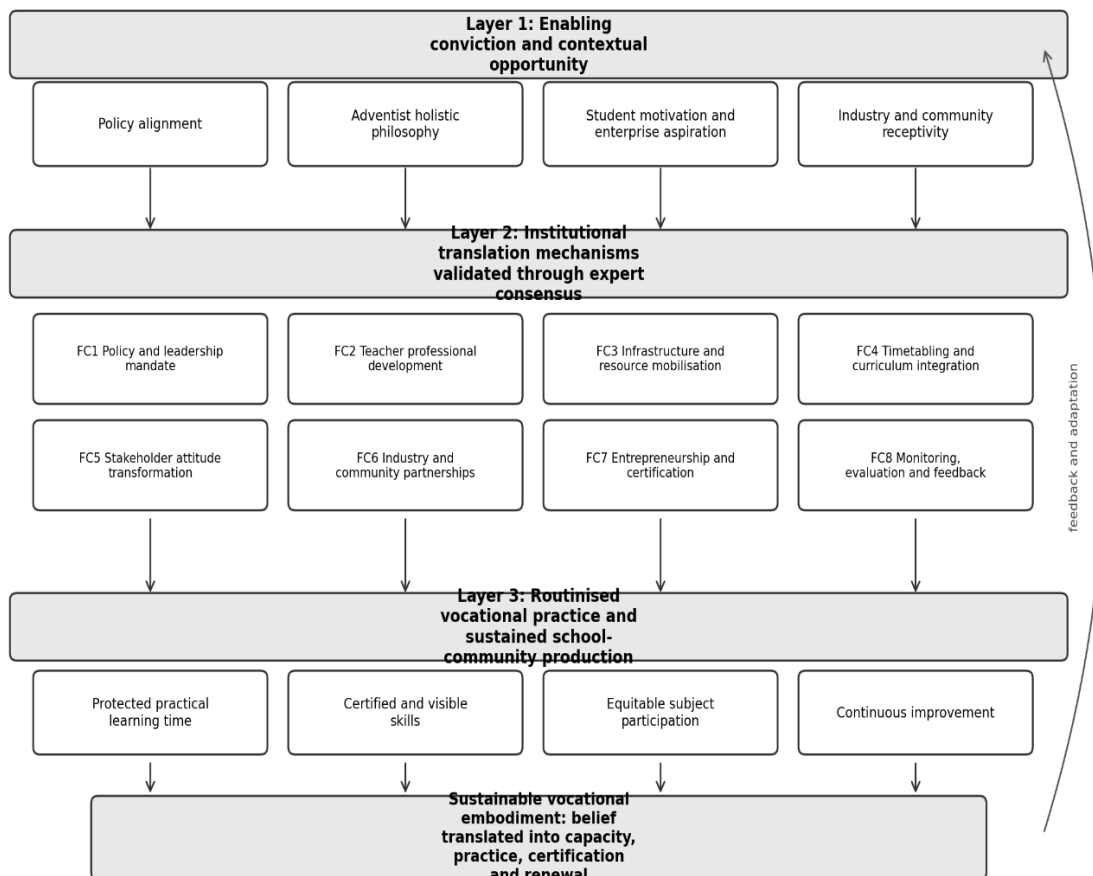 Layer 1: Enabling
conviction and contextual
opportunity
Policy alignment
Adventist holistic
philosophy
Student motivation and
enterprise aspiration
Industry and community
receptivity
Layer 2: Institutional
translation mechanisms
validated through expert
consensus
FC1 Policy and leadership
mandate
FC2 Teacher professional
development
FC3 Infrastructure and
resource mobilisation
FC4 Timetabling and
curriculum integration
FC5 Stakeholder attitude
transformation
FC6 Industry and
community partnerships
FC7 Entrepreneurship and
certification
FC8 Monitoring,
evaluation and feedback
feedback and adaptation
Layer 3: Routinised
vocational practice and
sustained school-
community production
Protected practical
learning time
Certified and visible
skills
Equitable subject
participation
Continuous improvement
Sustainable vocational
embodiment: belief
translated into capacity,
practice, certification
and renewal